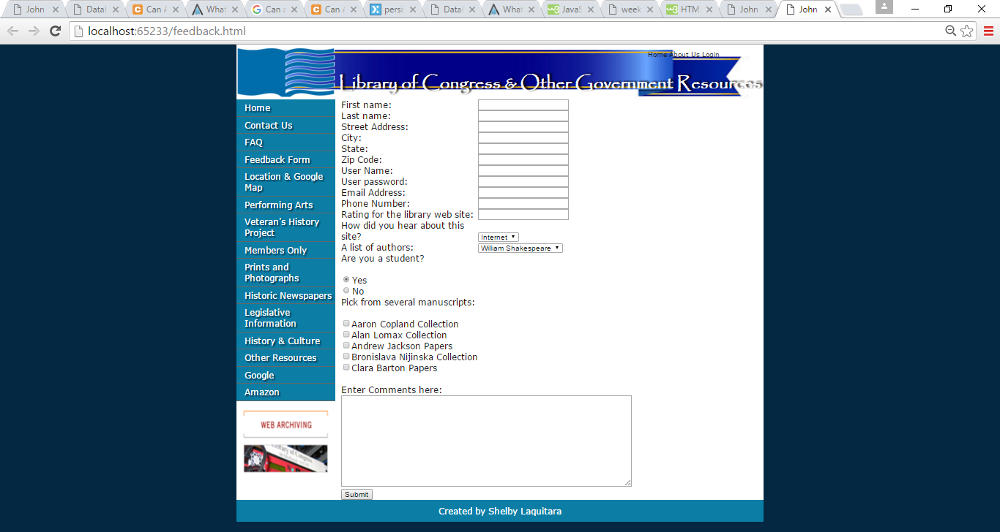 John
Datal
Can A
What
Can a
Can A
persi
Datal
What
JavaS
week
HTM
John
John
localhost:65233/feedback.html
Home About Us Login
Library of Congress & Other Government Resources
Home
Contact Us
FAQ
Feedback Form
Location & Google
Map
Performing Arts
Veteran's History
Project
Members Only
Prints and
Photographs
Historic Newspapers
Legislative
Information
History & Culture
Other Resources
Google
Amazon
WEB ARCHIVING
First name:
Last name:
Street Address:
City:
State:
Zip Code:
User Name:
User password:
Email Address:
Phone Number:
Rating for the library web site:
How did you hear about this
site? Internet
A list of authors: William Shakespeare
Are you a student?
Yes
No
Pick from several manuscripts:
Aaron Copland Collection
Alan Lomax Collection
Andrew Jackson Papers
Bronislava Nijinska Collection
Clara Barton Papers
Enter Comments here:
Submit
Created by Shelby Laquitara